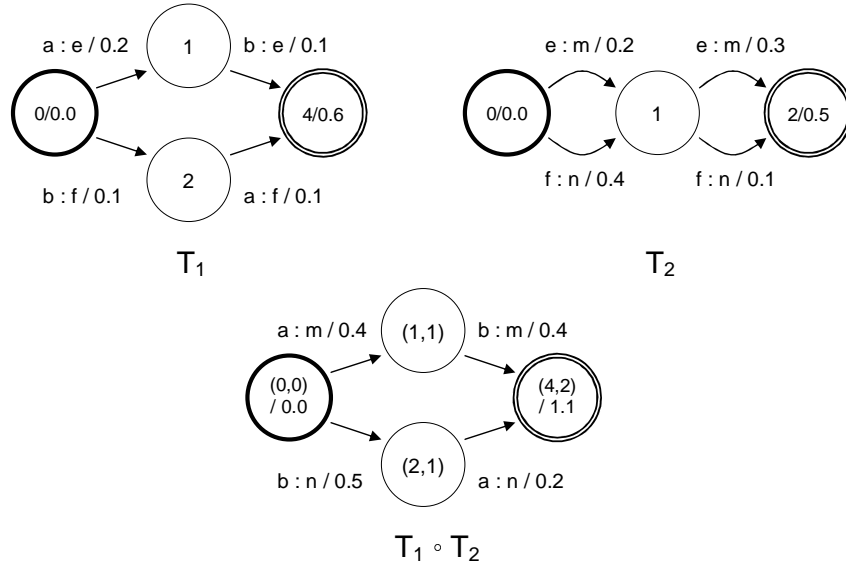 a : e / 0.2
1
b : e / 0.1
0/0.0
4/0.6
b : f / 0.1
2
a : f / 0.1
T1
e : m / 0.2
e : m / 0.3
0/0.0
1
2/0.5
f : n / 0.4
f : n / 0.1
T2
a : m / 0.4
(1,1)
b : m / 0.4
(0,0)
/ 0.0
(4,2)
/ 1.1
b : n / 0.5
(2,1)
a : n / 0.2
T1 ∘ T2